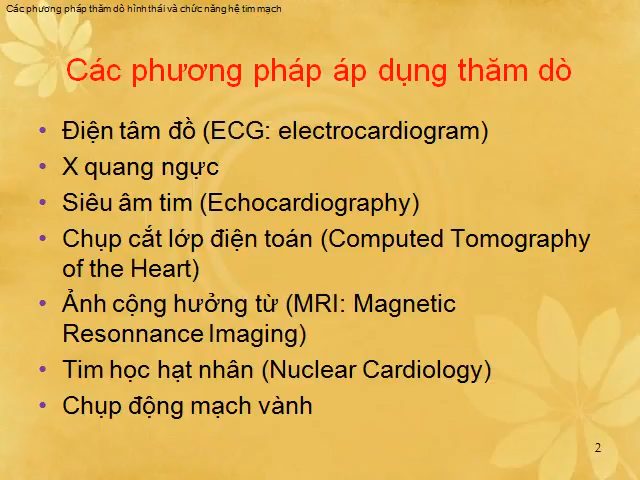 Các phương pháp thăm dò hình thái và chức năng hệ tim mạch
Các phương pháp áp dụng thăm dò
• Điện tâm đồ (ECG: electrocardiogram)
• X quang ngực
• Siêu âm tim (Echocardiography)
• Chụp cắt lớp điện toán (Computed Tomography
of the Heart)
• Ảnh cộng hưởng từ (MRI: Magnetic
Resonnance Imaging)
• Tim học hạt nhân (Nuclear Cardiology)
• Chụp động mạch vành
2